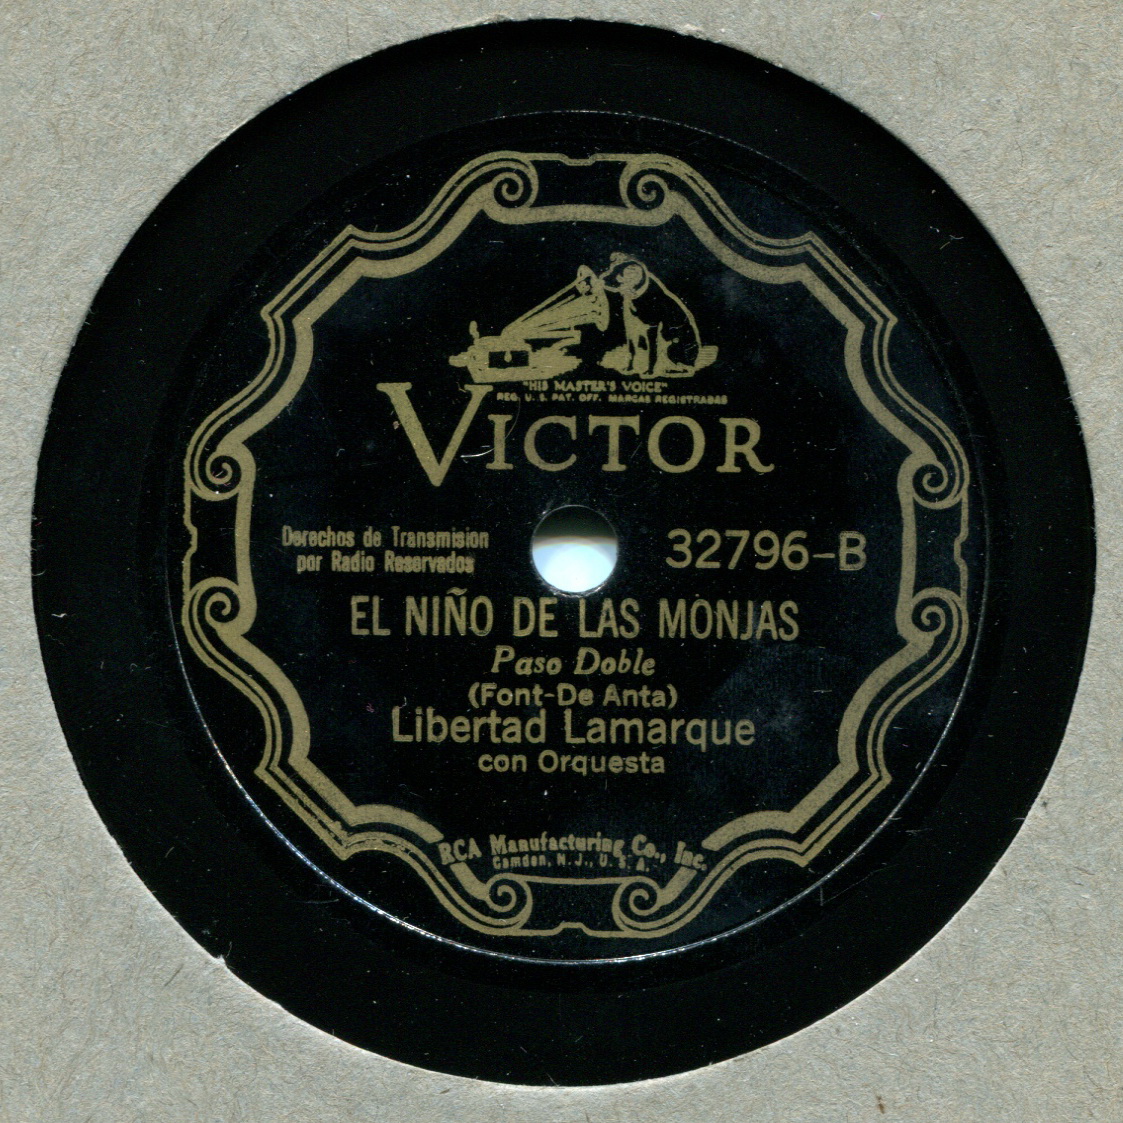 "HIS MASTER'S VOICE"
REG. U. S. PAT. OFF. MARCAS REGISTRADAS
VICTOR
Derechos de Transmision
por Radio Reservados
32796-B
EL NIÑO DE LAS MONJAS
Paso Doble
(Font-De Anta)
Libertad Lamarque
con Orquesta
RCA Manufacturing Co., Inc.
Camden, N. J., U. S. A.